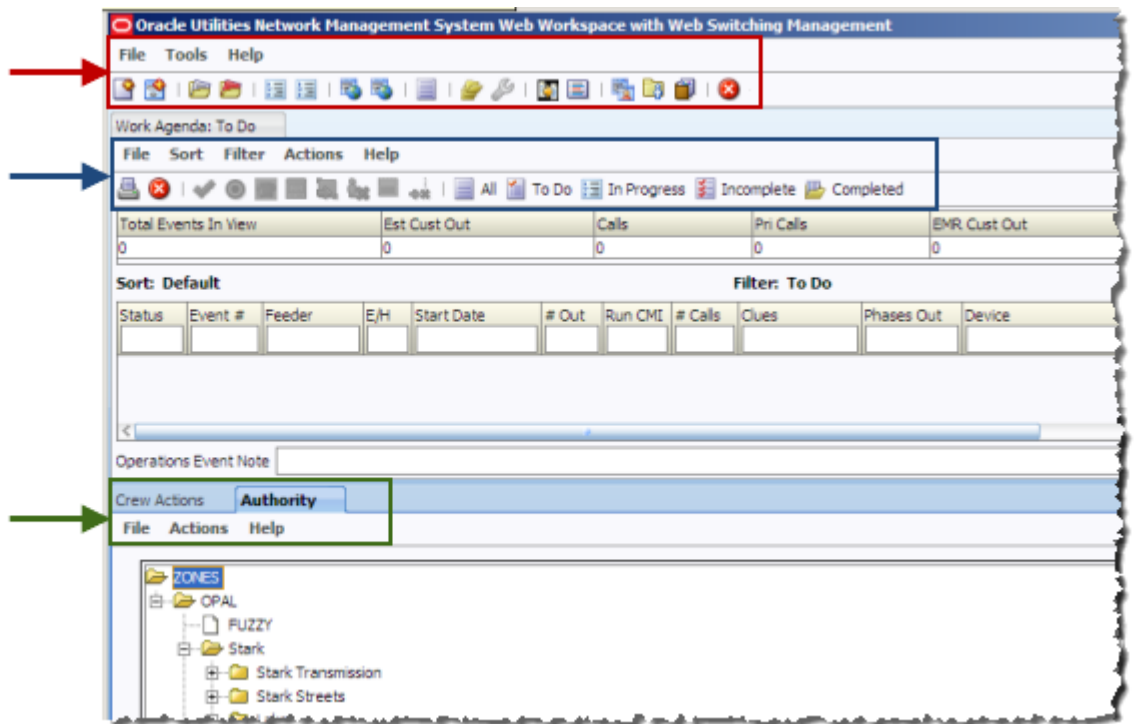 Oracle Utilities Network Management System Web Workspace with Web Switching Management
File Tools Help
Work Agenda: To Do
File Sort Filter Actions Help
All To Do In Progress Incomplete Completed
Total Events In View Est Cust Out Calls Pri Calls EMR Cust Out
0 0 0 0 0
Sort: Default Filter: To Do
Status Event # Feeder E/H Start Date # Out Run CMI # Calls Clues Phases Out Device
Operations Event Note
Crew Actions Authority
File Actions Help
ZONES
OPAL
FUZZY
Stark
Stark Transmission
Stark Streets